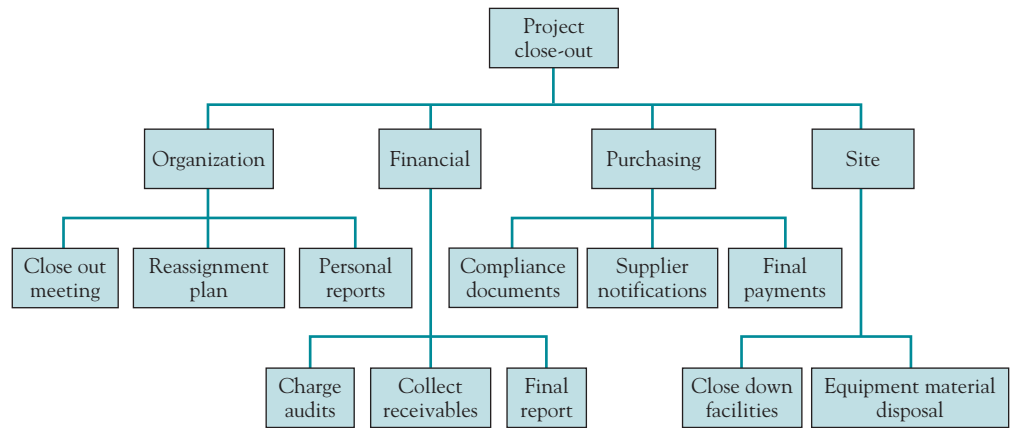 Project
close-out
Organization
Financial
Purchasing
Site
Close out
meeting
Reassignment
plan
Personal
reports
Compliance
documents
Supplier
notifications
Final
payments
Charge
audits
Collect
receivables
Final
report
Close down
facilities
Equipment material
disposal